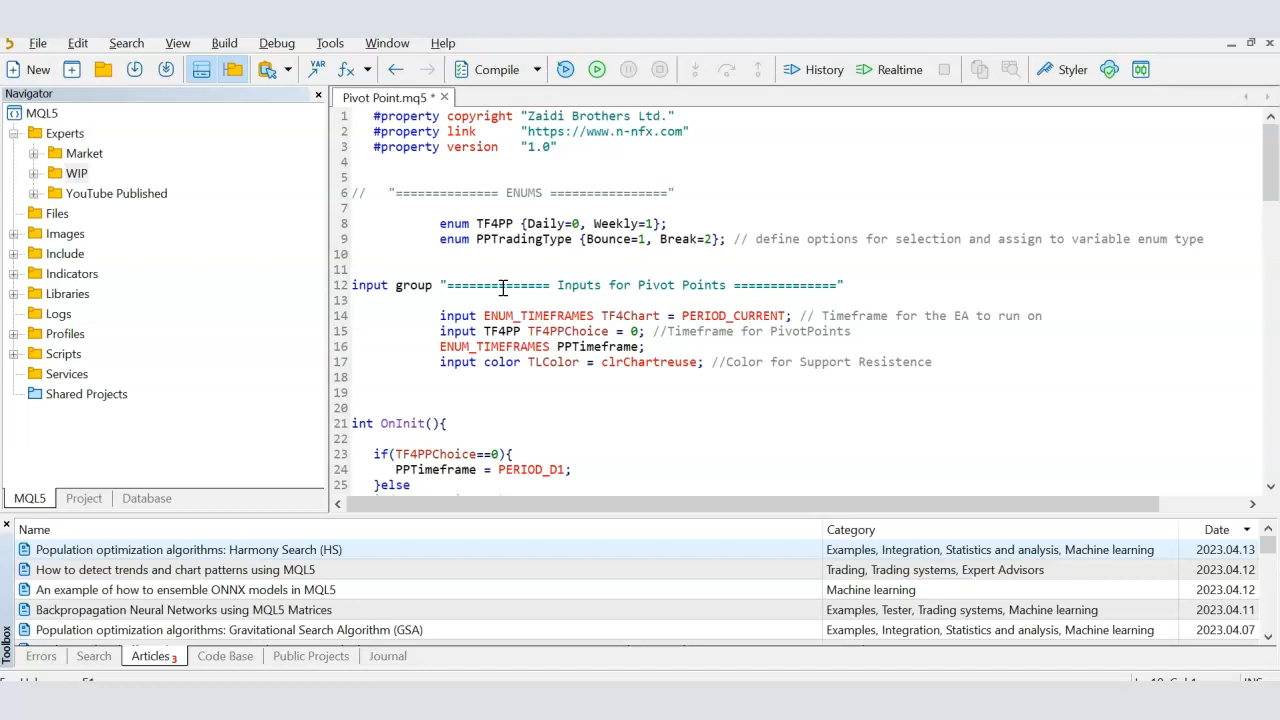 File Edit Search View Build Debug Tools Window Help
New Compile History Realtime Styler
Navigator
MQL5
Experts
Market
WIP
YouTube Published
Files
Images
Include
Indicators
Libraries
Logs
Profiles
Scripts
Services
Shared Projects
MQL5 Project Database
Pivot Point.mq5 *
1 #property copyright "Zaidi Brothers Ltd."
2 #property link "https://www.n-nfx.com"
3 #property version "1.0"
4
5
6 // "============== ENUMS ================"
7
8 enum TF4PP {Daily=0, Weekly=1};
9 enum PPTradingType {Bounce=1, Break=2}; // define options for selection and assign to variable enum type
10
11
12 input group "============== Inputs for Pivot Points =============="
13
14 input ENUM_TIMEFRAMES TF4Chart = PERIOD_CURRENT; // Timeframe for the EA to run on
15 input TF4PP TF4PPChoice = 0; //Timeframe for PivotPoints
16 ENUM_TIMEFRAMES PPTimeframe;
17 input color TLColor = clrChartreuse; //Color for Support Resistence
18
19
20
21 int OnInit(){
22
23 if(TF4PPChoice==0){
24 PPTimeframe = PERIOD_D1;
25 }else
Name Category Date
Population optimization algorithms: Harmony Search (HS) Examples, Integration, Statistics and analysis, Machine learning 2023.04.13
How to detect trends and chart patterns using MQL5 Trading, Trading systems, Expert Advisors 2023.04.12
An example of how to ensemble ONNX models in MQL5 Machine learning 2023.04.12
Backpropagation Neural Networks using MQL5 Matrices Examples, Tester, Trading systems, Machine learning 2023.04.11
Population optimization algorithms: Gravitational Search Algorithm (GSA) Examples, Integration, Statistics and analysis, Machine learning 2023.04.07
Toolbox
Errors Search Articles 3 Code Base Public Projects Journal